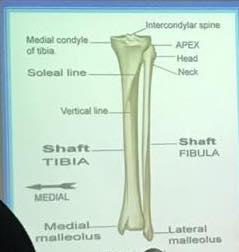 Intercondylar spine
Medial condyle
of tibia.
APEX
Head
Neck
Soleal line
Vertical line
Shaft
TIBIA
Shaft
FIBULA
MEDIAL
Medial
malleolus
Lateral
malleolus